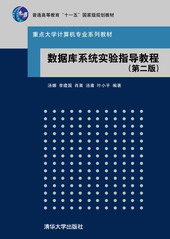 普通高等教育“十一五”国家级规划教材
重点大学计算机专业系列教材
数据库系统实验指导教程
(第二版)
汤娜 李建国 肖菁 汤庸 叶小平 编著
清华大学出版社